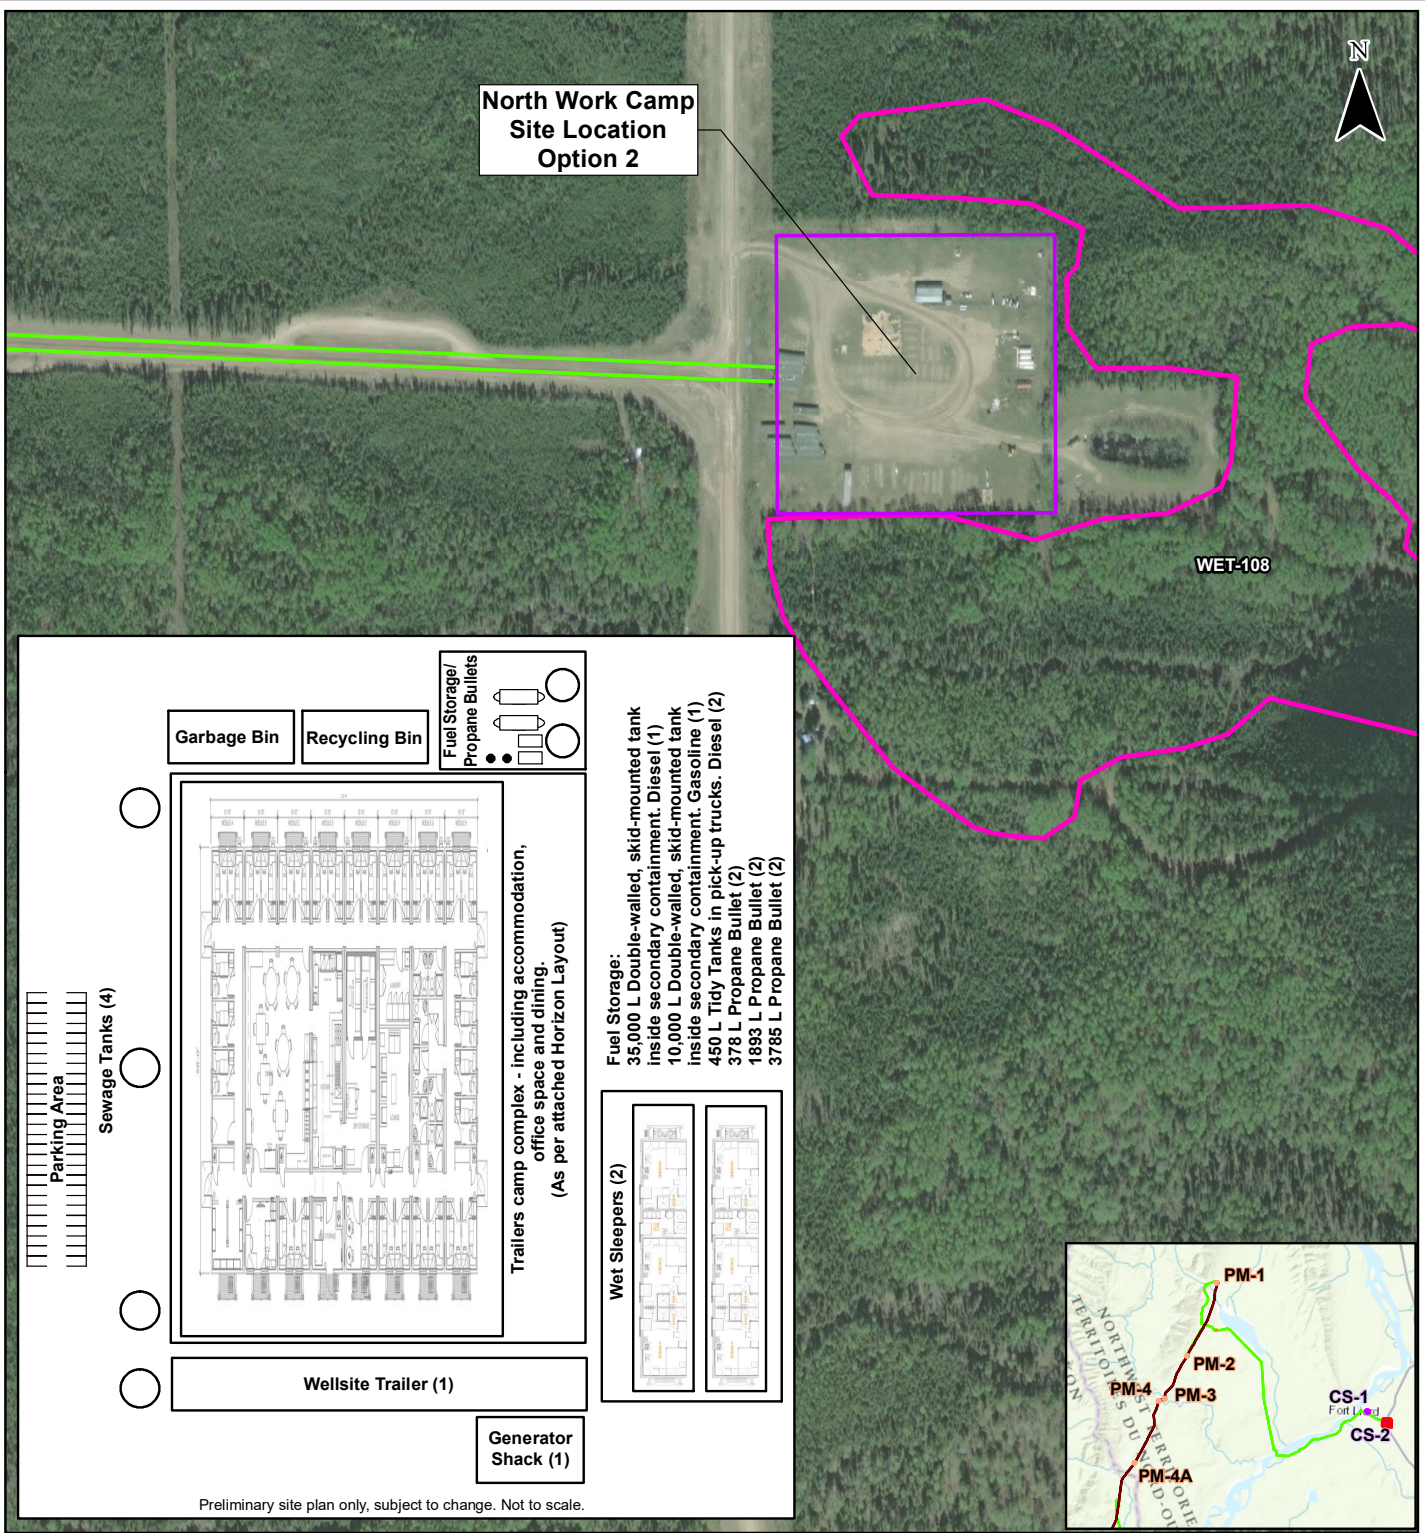 N
North Work Camp
Site Location
Option 2
WET-108
Garbage Bin
Recycling Bin
Fuel Storage/
Propane Bullets
Parking Area
Sewage Tanks (4)
Trailers camp complex - including accommodation,
office space and dining.
(As per attached Horizon Layout)
Fuel Storage:
35,000 L Double-walled, skid-mounted tank
inside secondary containment. Diesel (1)
10,000 L Double-walled, skid-mounted tank
inside secondary containment. Gasoline (1)
450 L Tidy Tanks in pick-up trucks. Diesel (2)
378 L Propane Bullet (2)
1893 L Propane Bullet (2)
3785 L Propane Bullet (2)
Wet Sleepers (2)
Wellsite Trailer (1)
Generator
Shack (1)
Preliminary site plan only, subject to change. Not to scale.
PM-1
PM-2
PM-4
PM-3
PM-4A
CS-1
CS-2